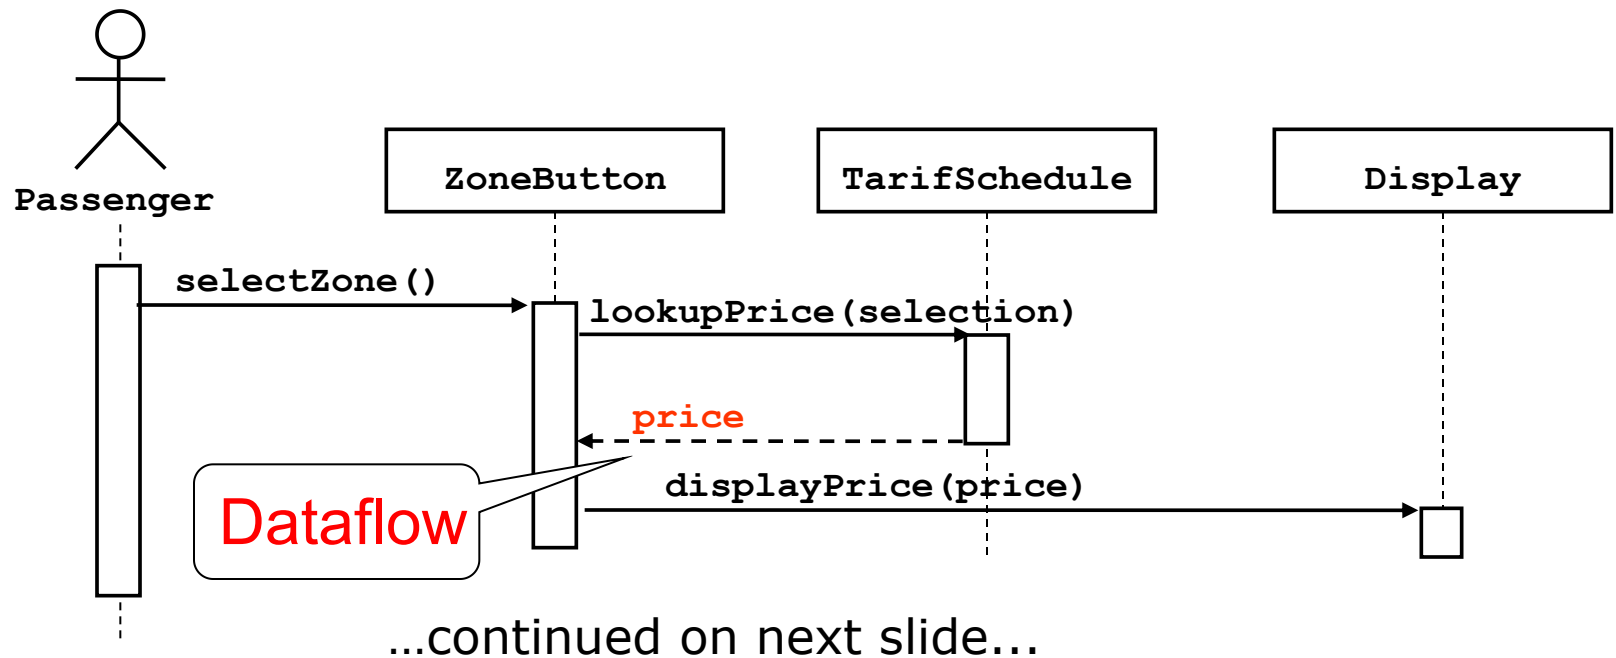 Passenger
ZoneButton
TarifSchedule
Display
selectZone()
lookupPrice(selection)
price
Dataflow
displayPrice(price)
…continued on next slide...